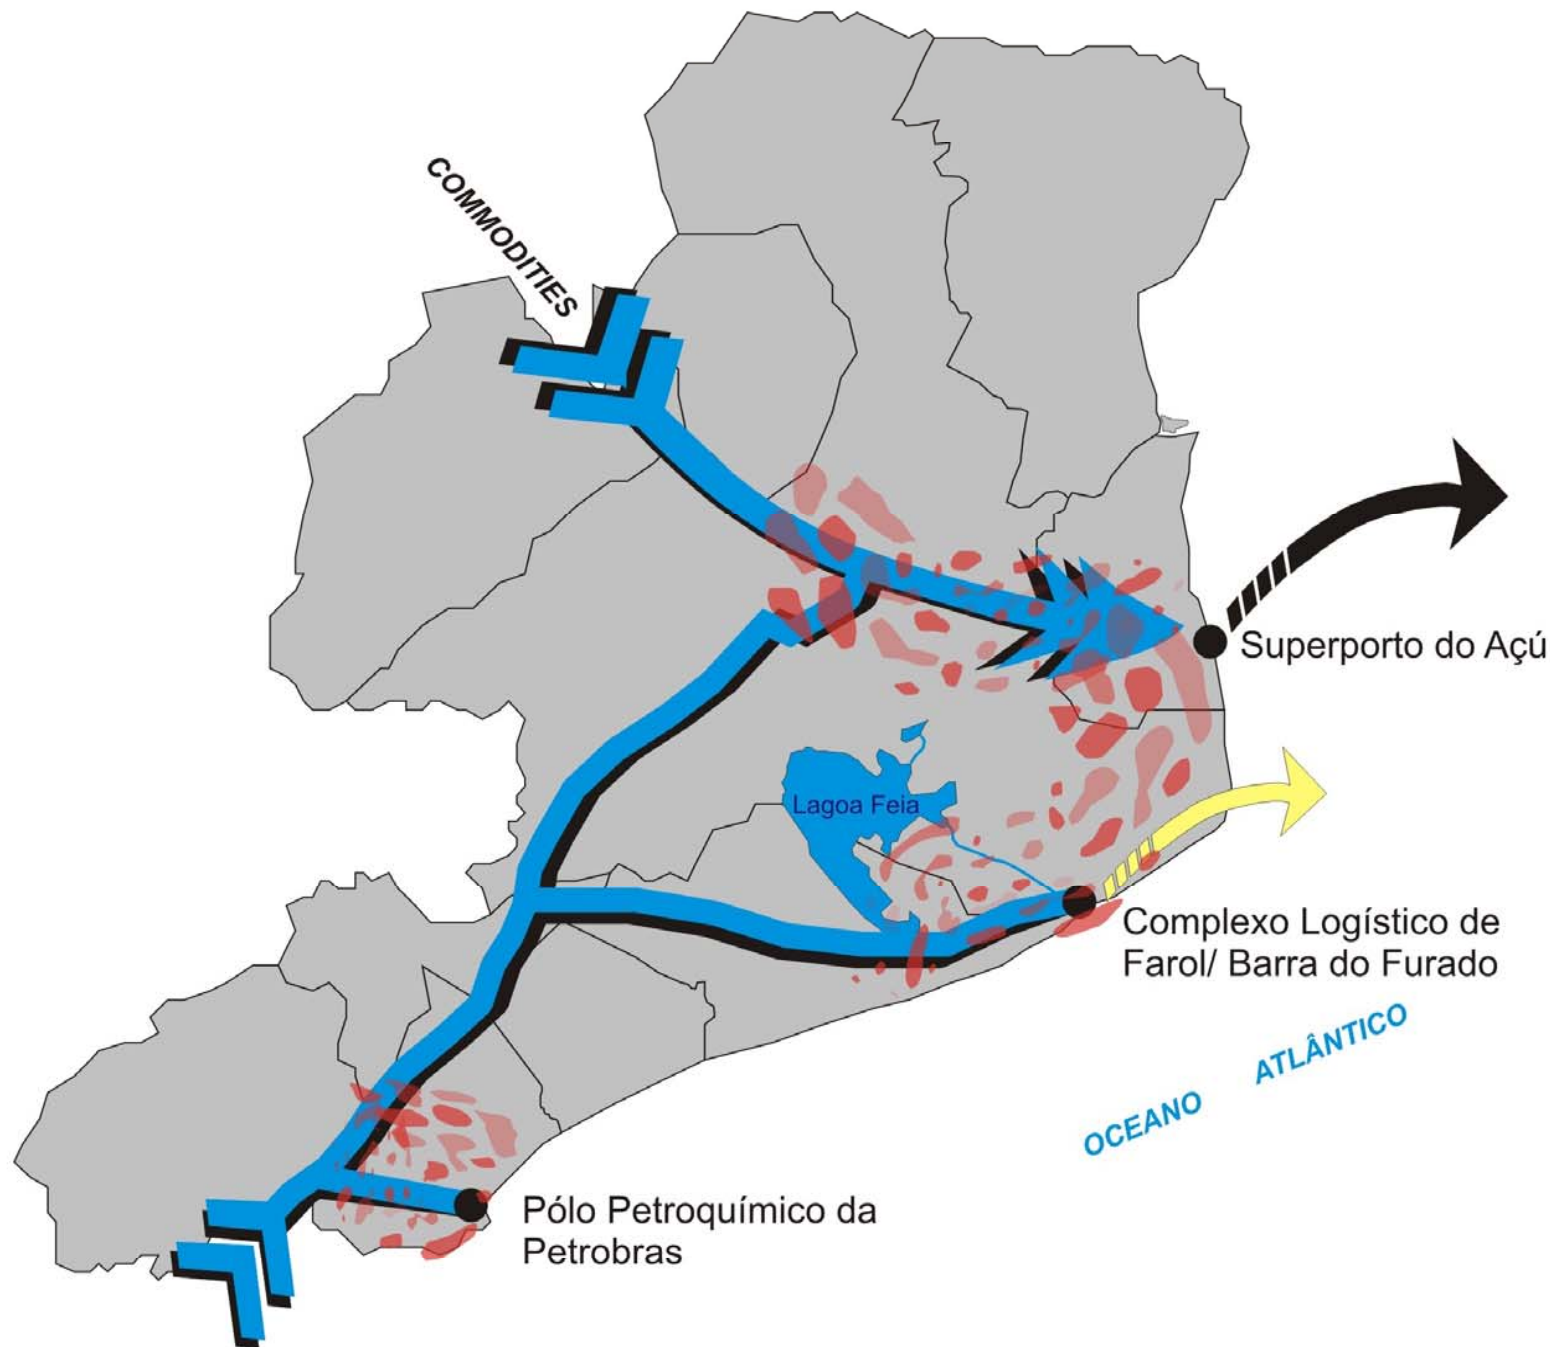 COMMODITIES
Superporto do Açú
Lagoa Feia
Complexo Logístico de
Farol/ Barra do Furado
OCEANO ATLÂNTICO
Pólo Petroquímico da
Petrobras